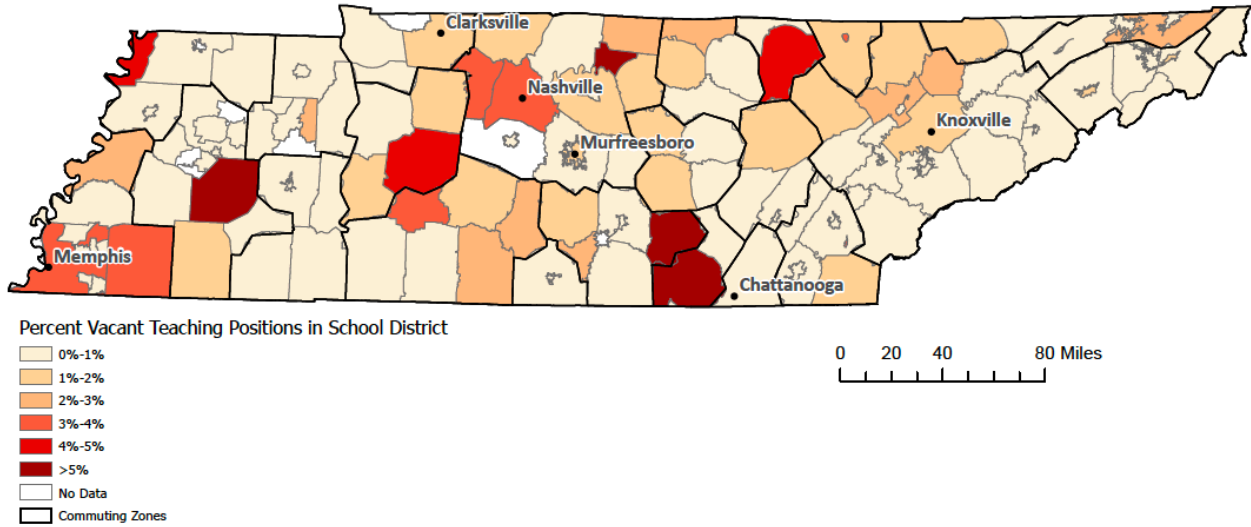 Clarksville
Nashville
Knoxville
Murfreesboro
Memphis
Chattanooga
Percent Vacant Teaching Positions in School District
0%-1%
1%-2%
2%-3%
3%-4%
4%-5%
>5%
No Data
Commuting Zones
0 20 40 80 Miles